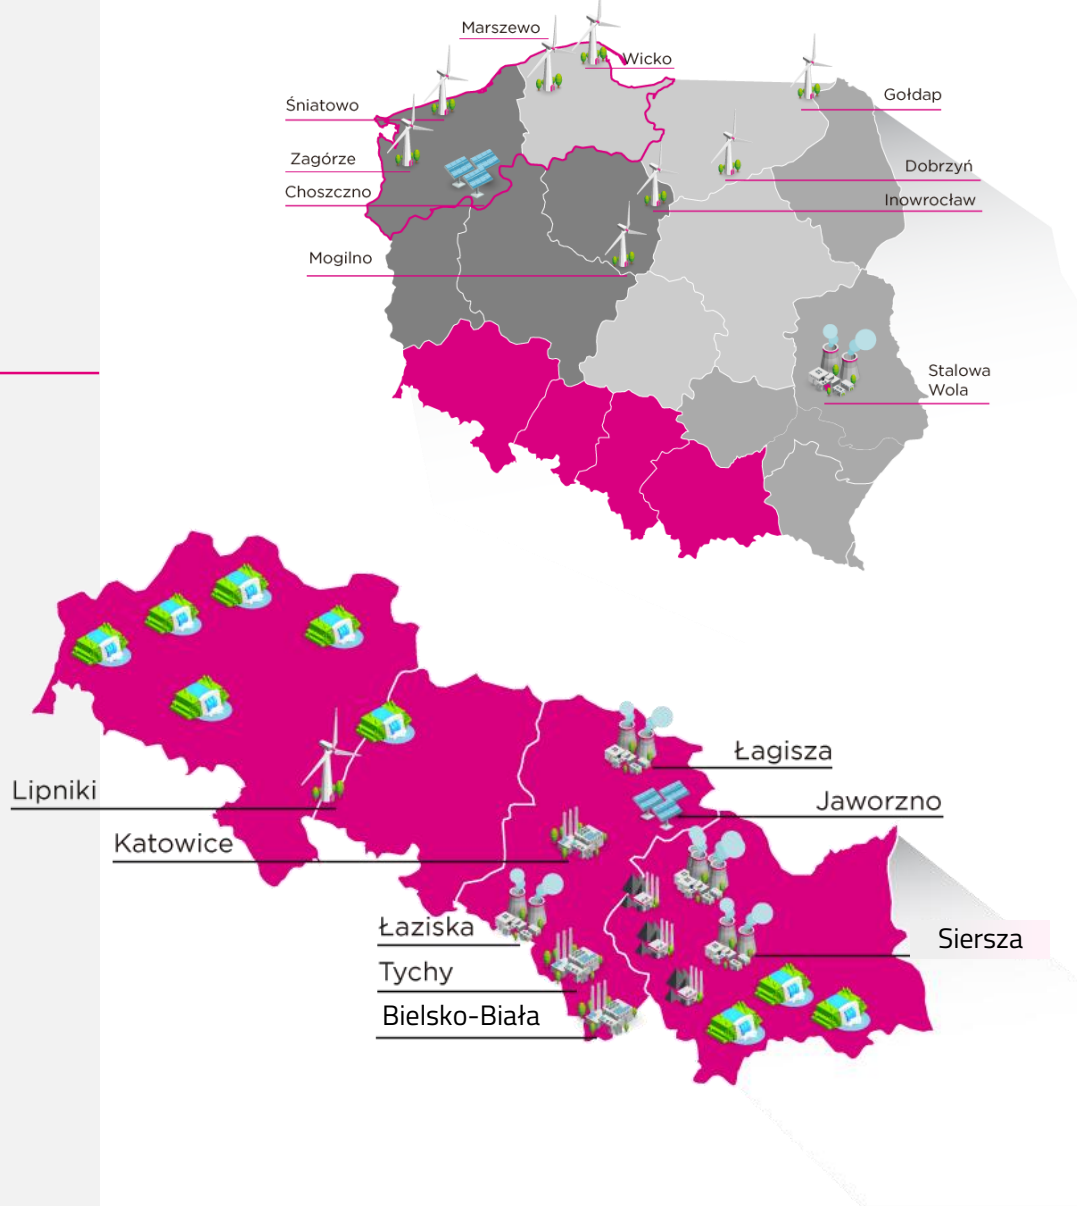 Marszewo
Wicko
Gołdap
Śniatowo
Zagórze
Dobrzyń
Choszczno
Inowrocław
Mogilno
Stalowa
Wola
Łagisza
Lipniki
Jaworzno
Katowice
Łaziska
Siersza
Tychy
Bielsko-Biała